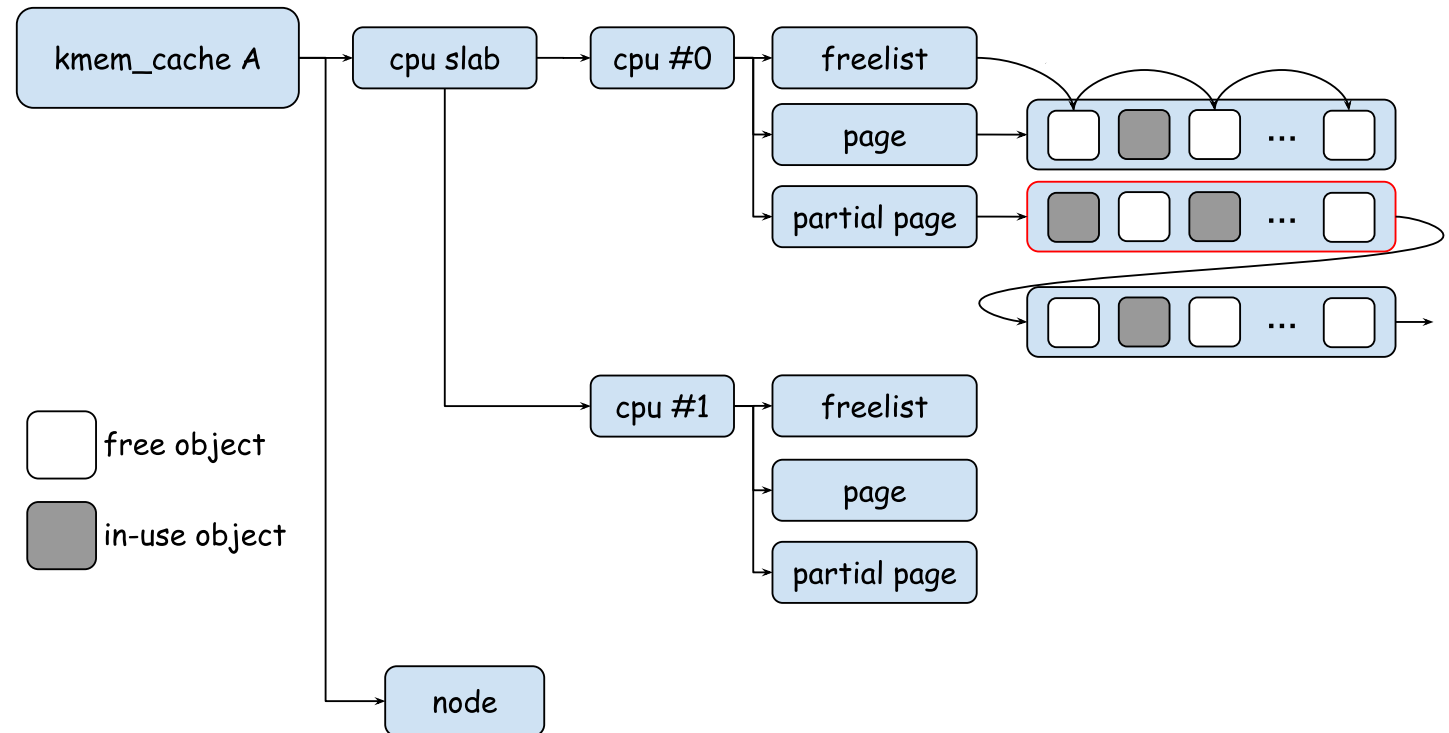 kmem_cache A
cpu slab
cpu #0
freelist
page
partial page
...
...
...
cpu #1
freelist
page
partial page
free object
in-use object
node